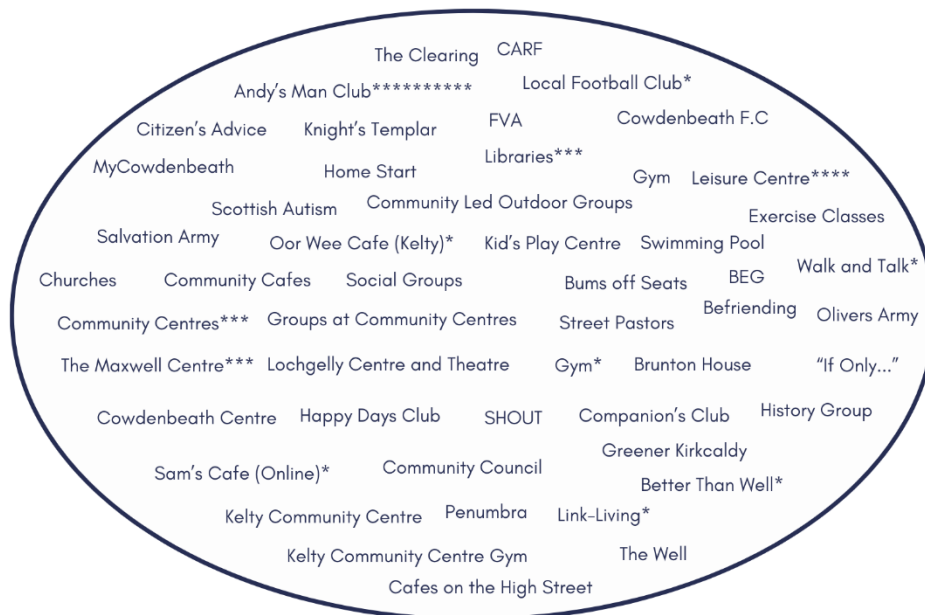 The Clearing CARF
Andy's Man Club********** Local Football Club*
Citizen's Advice Knight's Templar FVA Cowdenbeath F.C
MyCowdenbeath Home Start Libraries***
Gym Leisure Centre****
Scottish Autism Community Led Outdoor Groups Exercise Classes
Salvation Army Oor Wee Cafe (Kelty)* Kid's Play Centre Swimming Pool
Churches Community Cafes Social Groups Bums off Seats BEG Walk and Talk*
Community Centres*** Groups at Community Centres Street Pastors Befriending Olivers Army
The Maxwell Centre*** Lochgelly Centre and Theatre Gym* Brunton House “If Only...”
Cowdenbeath Centre Happy Days Club SHOUT Companion's Club History Group
Greener Kirkcaldy
Sam's Cafe (Online)* Community Council Better Than Well*
Kelty Community Centre Penumbra Link-Living*
Kelty Community Centre Gym The Well
Cafes on the High Street